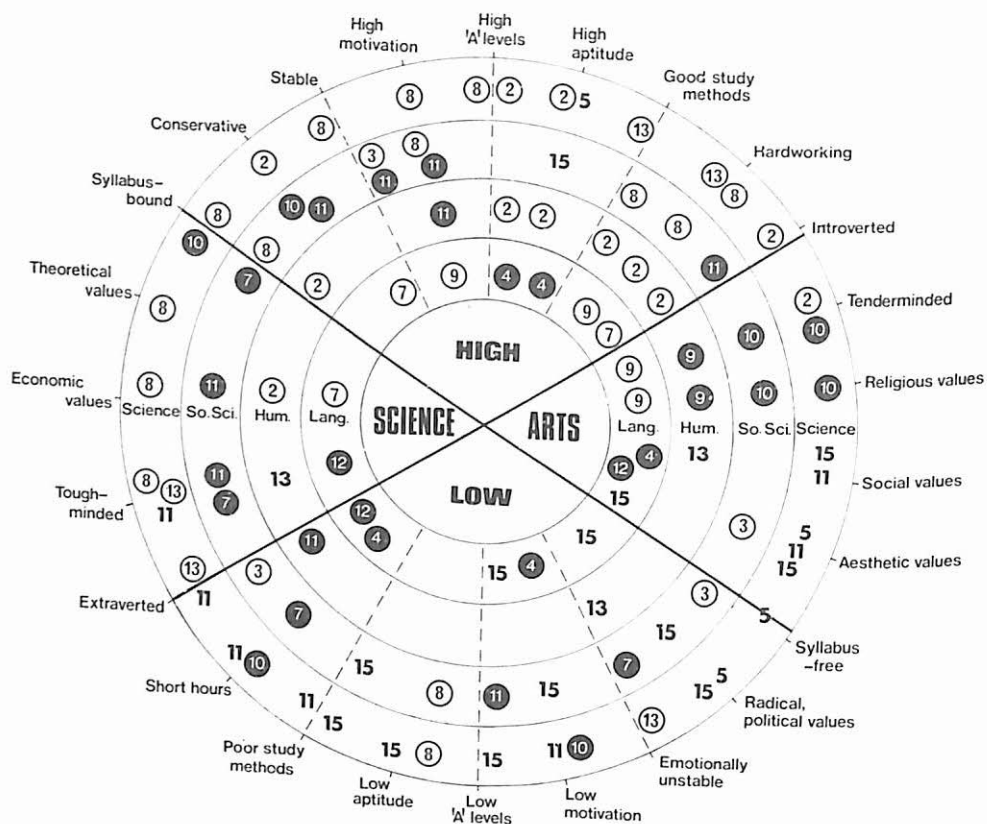 High
'A' levels
High
motivation
High
aptitude
Stable
Good study
methods
Conservative
Hardworking
Syllabus-
bound
Introverted
Theoretical
values
Tenderminded
Economic
values
Religious values
Tough-
minded
Social values
Aesthetic values
Extraverted
Syllabus
-free
Short hours
Radical,
political values
Poor study
methods
Emotionally
unstable
Low
aptitude
Low
'A' levels
Low
motivation
8 8 2 2 5
8 13
2 3 8 11 11 15 13 8
10 11 11 2 2 8 8 2
8 10 8 7 2 2 2 11
7 9 4 4 2 9 7
8 2 10 10 9
HIGH
8 11 2 7 9 9 9 10 10
Science So.Sci. Hum. Lang. SCIENCE ARTS Lang. Hum. So.Sci. Science
12 12 4 13 15
8 13 11 11 7 13 15 11
LOW
12 4 11 15 3 5 11 15
13 11 3 15 4 13 3 5
7 15
11 10 15 7 5
11 8 11 15 15
15 13
15 8 15 11 10